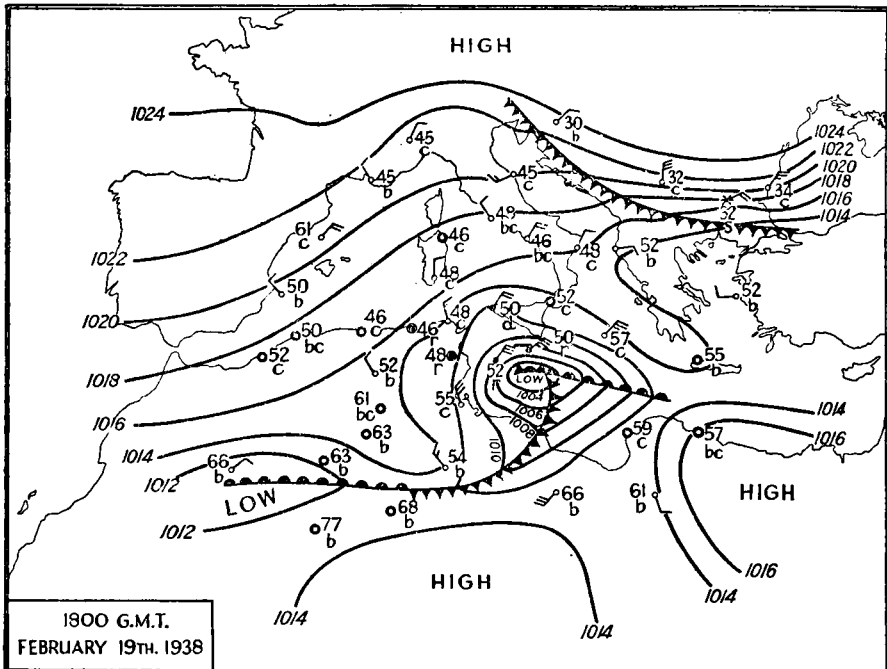 HIGH
1024
30
b
45
c
1024
1022
1020
1018
1016
1014
45
b
45
c
32
c
34
c
32
s
61
c
48
bc
46
c
46
bc
48
c
52
b
1022
50
b
48
c
52
b
1020
52
c
50
bc
46
c
46
r
48
50
d
50
r
57
c
52
c
48
r
55
b
1018
52
b
52
r
LOW
1004
1006
1008
1010
61
bc
55
c
1016
63
b
59
c
57
bc
1014
1016
1014
66
b
63
b
54
b
1012
LOW
66
b
61
b
HIGH
1012
77
b
68
b
HIGH
1016
1014
1014
1014
1800 G.M.T.
FEBRUARY 19TH. 1938